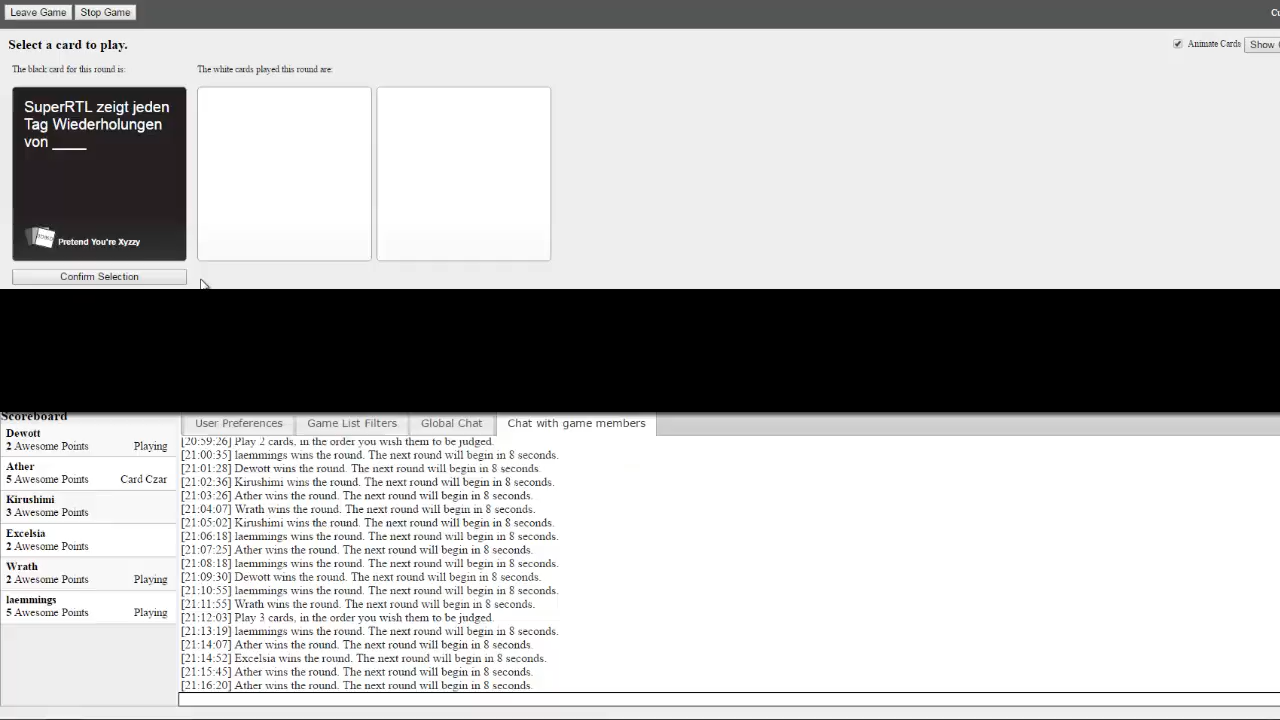 Leave Game Stop Game
Select a card to play.
Animate Cards Show
The black card for this round is:
The white cards played this round are:
SuperRTL zeigt jeden
Tag Wiederholungen
von ____
Pretend You're Xyzzy
Confirm Selection
Scoreboard
Dewott
2 Awesome Points Playing
Ather
5 Awesome Points Card Czar
Kirushimi
3 Awesome Points
Excelsia
2 Awesome Points
Wrath
2 Awesome Points Playing
laemmings
5 Awesome Points Playing
User Preferences Game List Filters Global Chat Chat with game members
[20:59:26] Play 2 cards, in the order you wish them to be judged.
[21:00:35] laemmings wins the round. The next round will begin in 8 seconds.
[21:01:28] Dewott wins the round. The next round will begin in 8 seconds.
[21:02:36] Kirushimi wins the round. The next round will begin in 8 seconds.
[21:03:26] Ather wins the round. The next round will begin in 8 seconds.
[21:04:07] Wrath wins the round. The next round will begin in 8 seconds.
[21:05:02] Kirushimi wins the round. The next round will begin in 8 seconds.
[21:06:18] laemmings wins the round. The next round will begin in 8 seconds.
[21:07:25] Ather wins the round. The next round will begin in 8 seconds.
[21:08:18] laemmings wins the round. The next round will begin in 8 seconds.
[21:09:30] Dewott wins the round. The next round will begin in 8 seconds.
[21:10:55] laemmings wins the round. The next round will begin in 8 seconds.
[21:11:55] Wrath wins the round. The next round will begin in 8 seconds.
[21:12:03] Play 3 cards, in the order you wish them to be judged.
[21:13:19] laemmings wins the round. The next round will begin in 8 seconds.
[21:14:07] Ather wins the round. The next round will begin in 8 seconds.
[21:14:52] Excelsia wins the round. The next round will begin in 8 seconds.
[21:15:45] Ather wins the round. The next round will begin in 8 seconds.
[21:16:20] Ather wins the round. The next round will begin in 8 seconds.